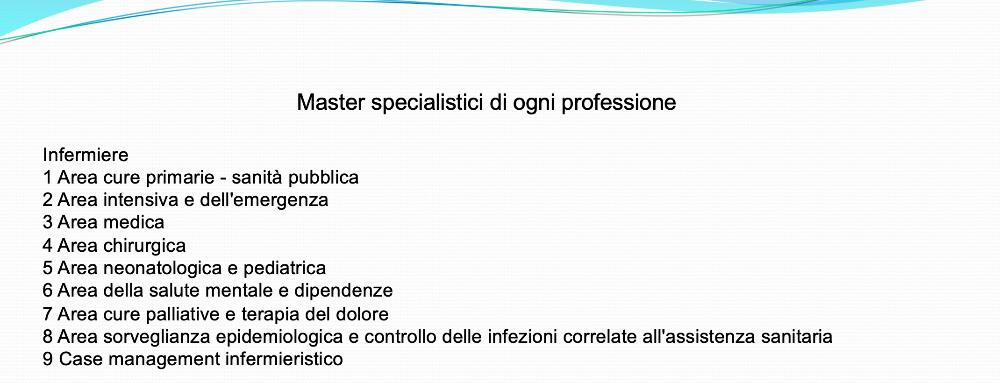 Master specialistici di ogni professione
Infermiere
1 Area cure primarie - sanità pubblica
2 Area intensiva e dell'emergenza
3 Area medica
4 Area chirurgica
5 Area neonatologica e pediatrica
6 Area della salute mentale e dipendenze
7 Area cure palliative e terapia del dolore
8 Area sorveglianza epidemiologica e controllo delle infezioni correlate all'assistenza sanitaria
9 Case management infermieristico